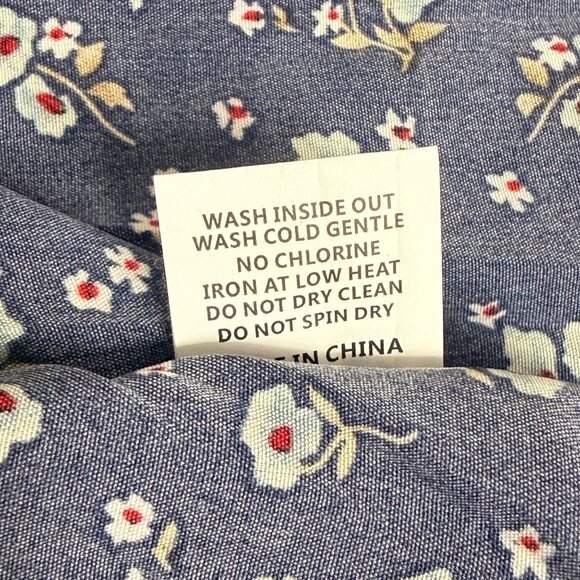 WASH INSIDE OUT
WASH COLD GENTLE
NO CHLORINE
IRON AT LOW HEAT
DO NOT DRY CLEAN
DO NOT SPIN DRY
IN CHINA